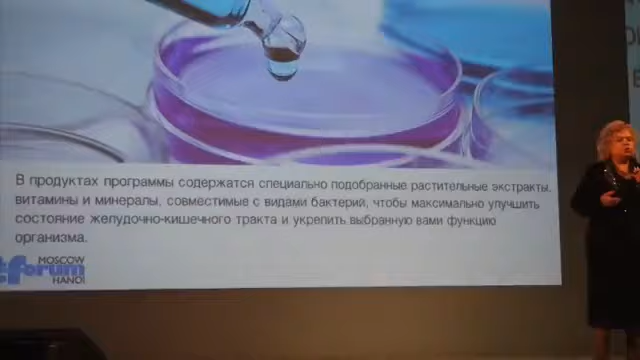 В продуктах программы содержатся специально подобранные растительные экстракты,
витамины и минералы, совместимые с видами бактерий, чтобы максимально улучшить
состояние желудочно-кишечного тракта и укрепить выбранную вами функцию
организма.
MOSCOW
forum
HANOI